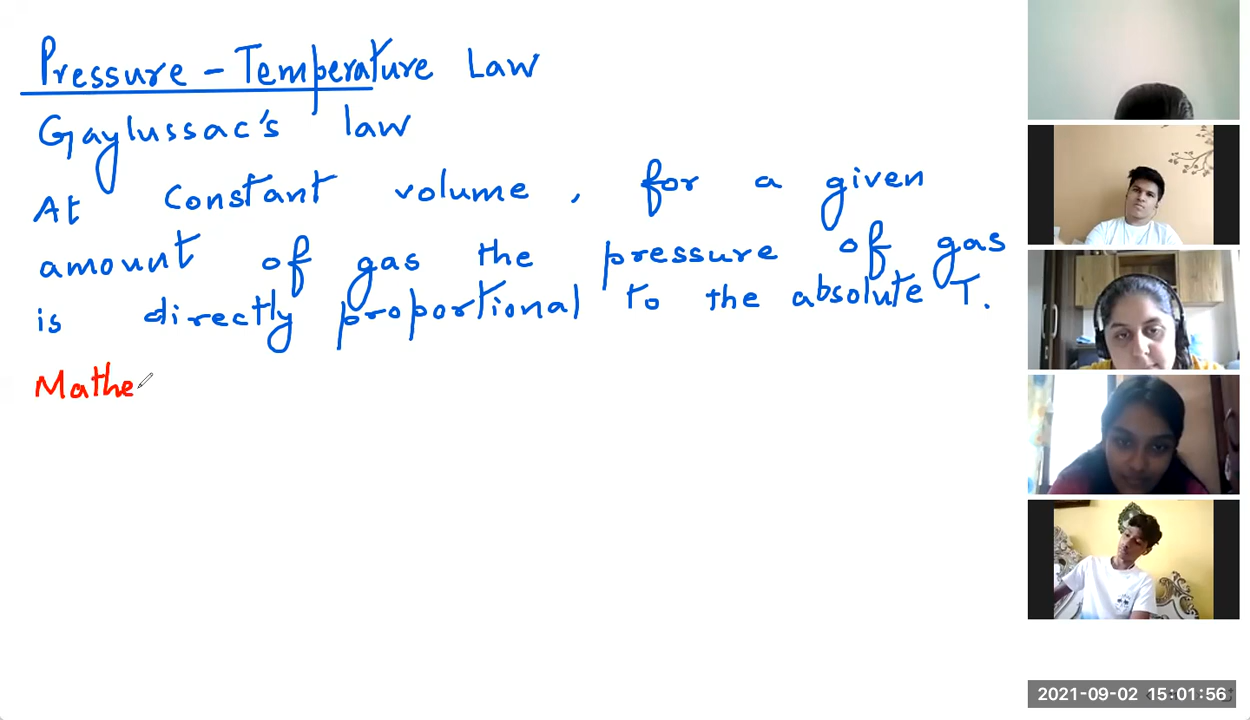 Pressure - Temperature Law
Gaylussac's law
At constant volume, for a given
amount of gas the pressure of gas
is directly proportional to the absolute T.
Mathe
2021-09-02 15:01:56